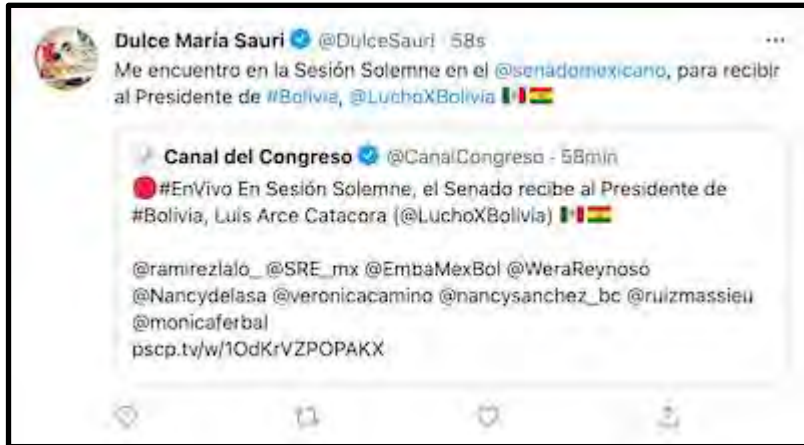 Dulce María Sauri @DulceSauri · 58s
Me encuentro en la Sesión Solemne en el @senadomexicano, para recibir
al Presidente de #Bolivia, @LuchoXBolivia 🇲🇽🇧🇴
Canal del Congreso @CanalCongreso · 58min
🔴#EnVivo En Sesión Solemne, el Senado recibe al Presidente de
#Bolivia, Luis Arce Catacora (@LuchoXBolivia) 🇲🇽🇧🇴
@ramirezlalo_ @SRE_mx @EmbaMexBol @WeraReynoso
@Nancydelasa @veronicacamino @nancysanchez_bc @ruizmassieu
@monicaferbal
pscp.tv/w/1OdKrVZPOPAKX